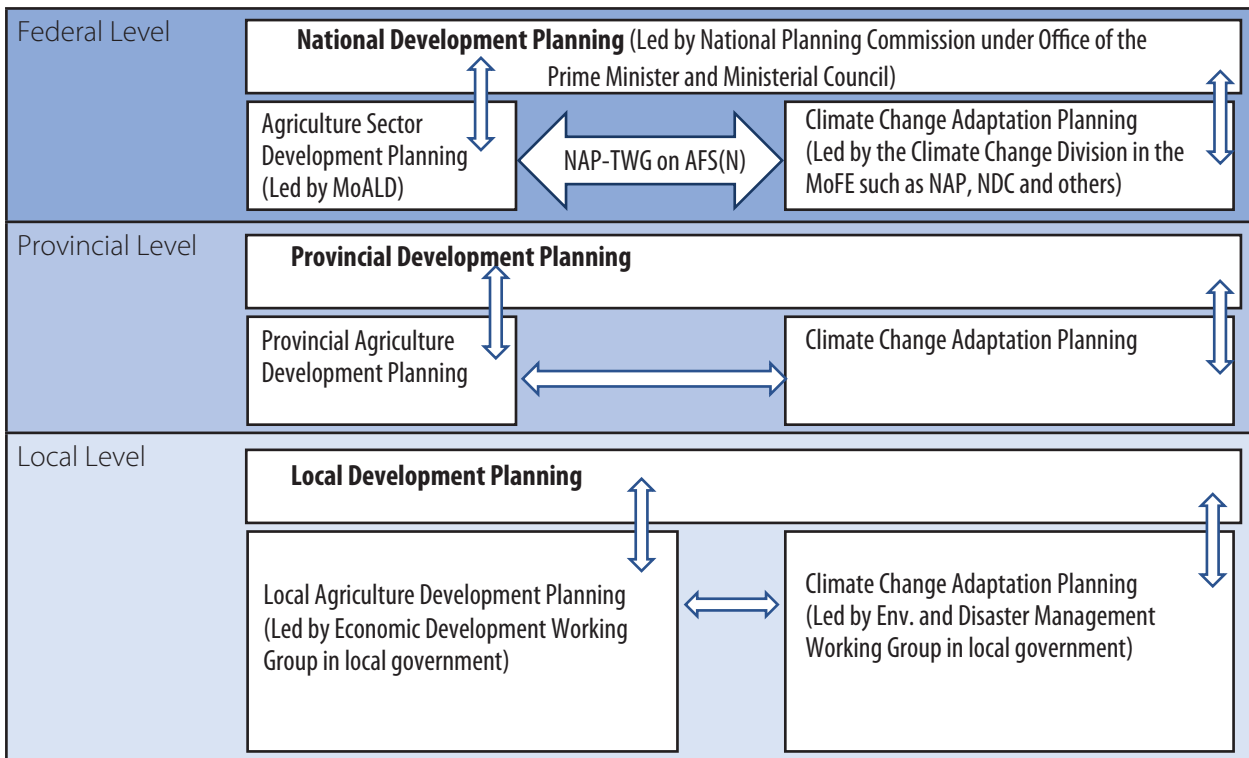 Federal Level
National Development Planning (Led by National Planning Commission under Office of the
Prime Minister and Ministerial Council)
Agriculture Sector
Development Planning
(Led by MoALD)
NAP-TWG on AFS(N)
Climate Change Adaptation Planning
(Led by the Climate Change Division in the
MoFE such as NAP, NDC and others)
Provincial Level
Provincial Development Planning
Provincial Agriculture
Development Planning
Climate Change Adaptation Planning
Local Level
Local Development Planning
Local Agriculture Development Planning
(Led by Economic Development Working
Group in local government)
Climate Change Adaptation Planning
(Led by Env. and Disaster Management
Working Group in local government)